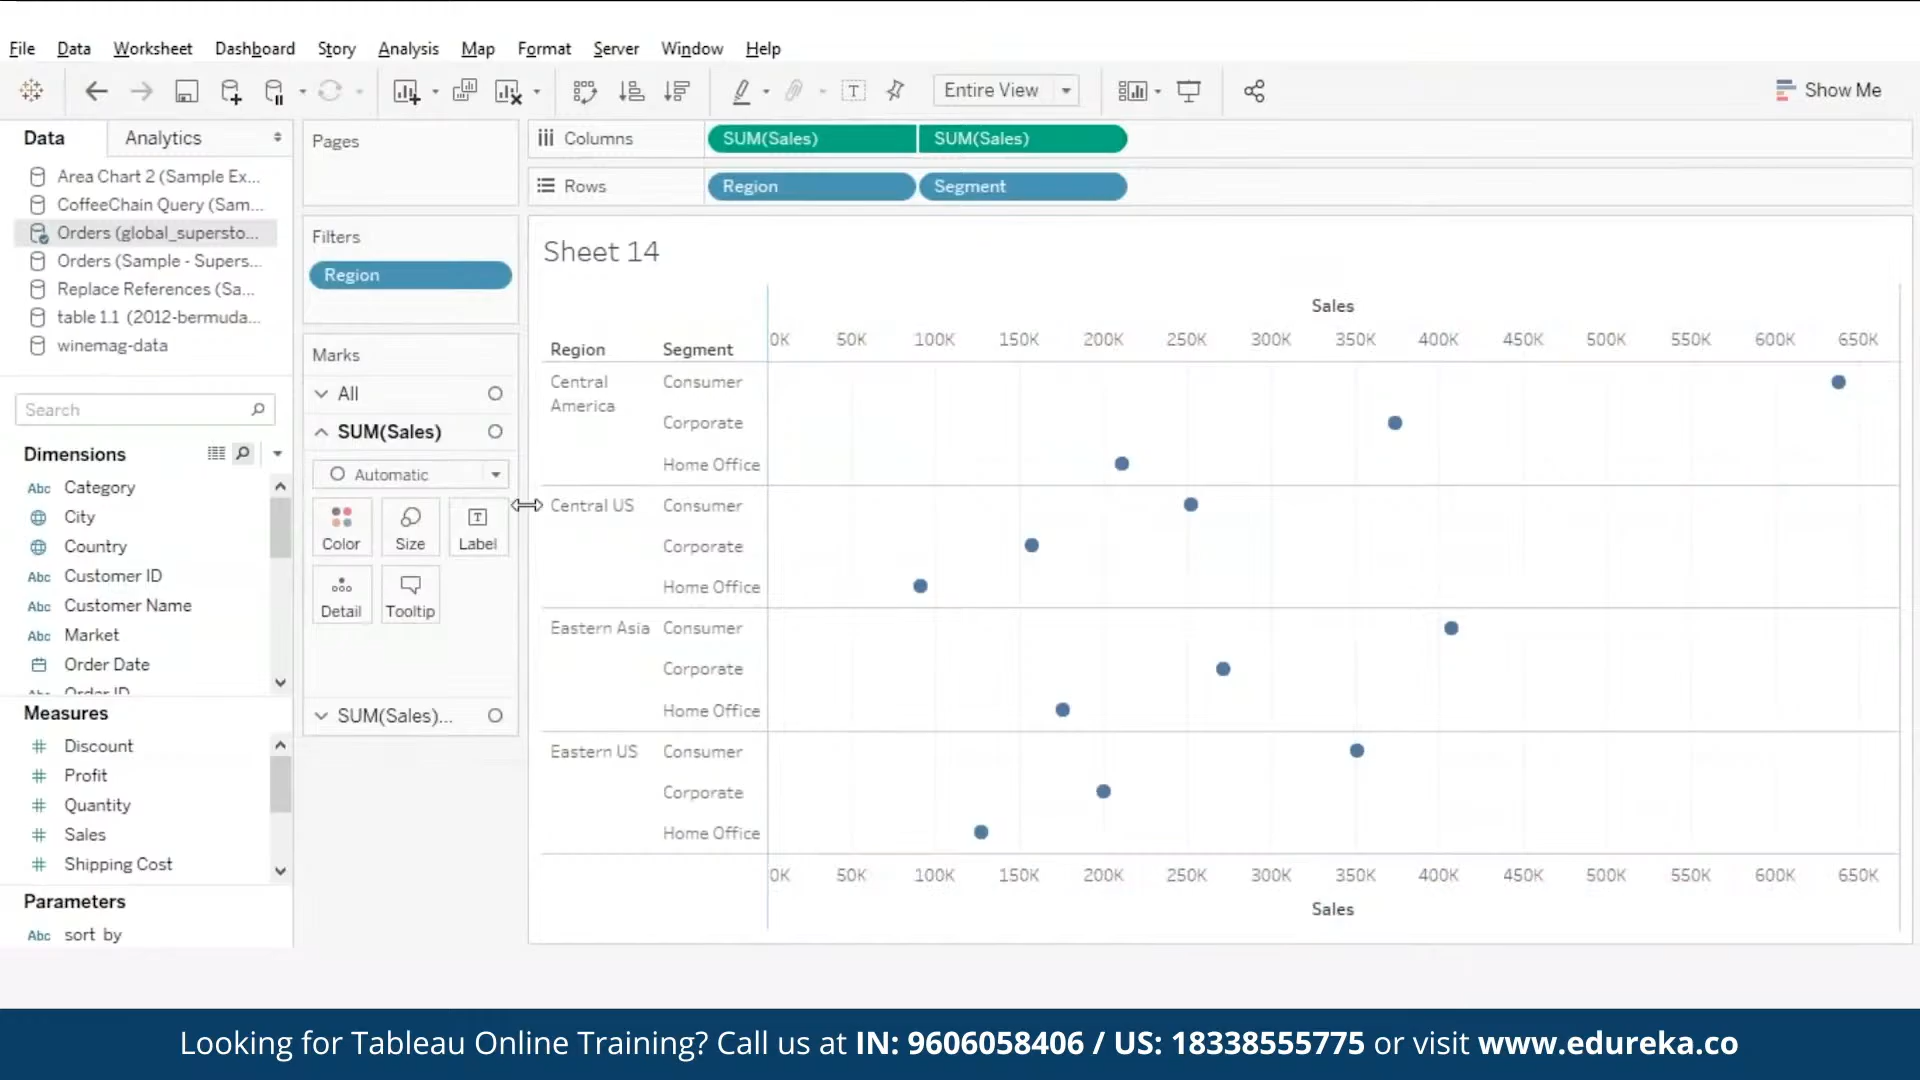 File Data Worksheet Dashboard Story Analysis Map Format Server Window Help
Entire View
Show Me
Data Analytics
Area Chart 2 (Sample Ex...
CoffeeChain Query (Sam...
Orders (global_supersto...
Orders (Sample - Supers...
Replace References (Sa...
table 1.1 (2012-bermuda...
winemag-data
Search
Dimensions
Abc Category
City
Country
Abc Customer ID
Abc Customer Name
Abc Market
Order Date
Abc Order ID
Measures
# Discount
# Profit
# Quantity
# Sales
# Shipping Cost
Parameters
Abc sort by
Pages
Filters
Region
Marks
All
SUM(Sales)
Automatic
Color Size Label
Detail Tooltip
SUM(Sales)...
Columns SUM(Sales) SUM(Sales)
Rows Region Segment
Sheet 14
Sales
Region Segment 0K 50K 100K 150K 200K 250K 300K 350K 400K 450K 500K 550K 600K 650K
Central America Consumer
Corporate
Home Office
Central US Consumer
Corporate
Home Office
Eastern Asia Consumer
Corporate
Home Office
Eastern US Consumer
Corporate
Home Office
0K 50K 100K 150K 200K 250K 300K 350K 400K 450K 500K 550K 600K 650K
Sales
Looking for Tableau Online Training? Call us at IN: 9606058406 / US: 18338555775 or visit www.edureka.co